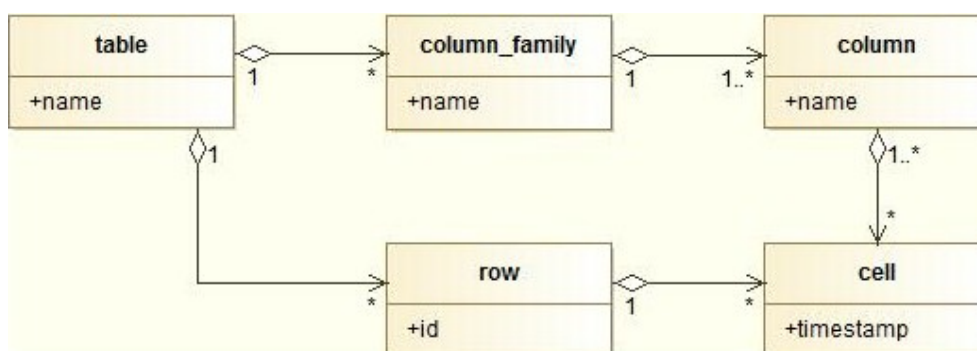 table
+name
column_family
+name
column
+name
1
*
1
1..*
1
1..*
*
row
+id
cell
+timestamp
*
1
*